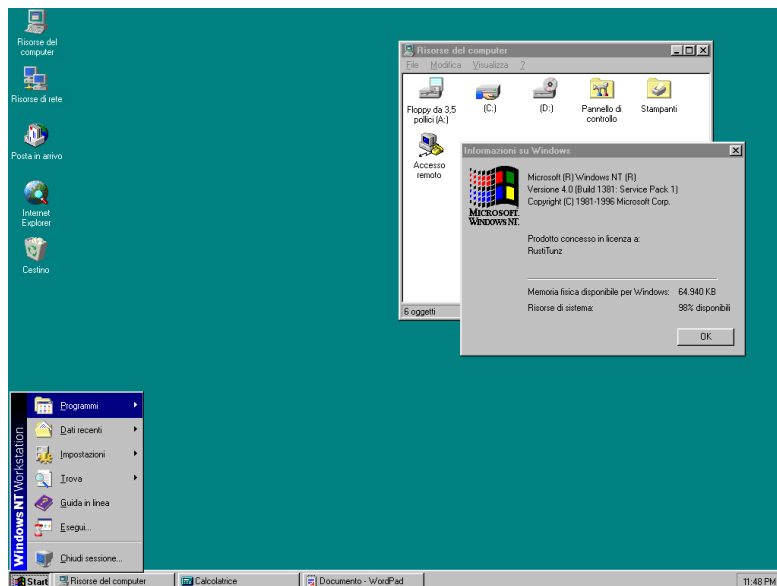 Risorse del
computer
Risorse di rete
Posta in arrivo
Internet
Explorer
Cestino
Risorse del computer
File Modifica Visualizza ?
Floppy da 3,5
pollici (A:)
(C:)
(D:)
Pannello di
controllo
Stampanti
Accesso
remoto
6 oggetti
Informazioni su Windows
MICROSOFT.
WINDOWS NT.
Microsoft (R) Windows NT (R)
Versione 4.0 (Build 1381: Service Pack 1)
Copyright (C) 1981-1996 Microsoft Corp.
Prodotto concesso in licenza a:
RustiTunz
Memoria fisica disponibile per Windows: 64.940 KB
Risorse di sistema: 98% disponibili
OK
Windows NT Workstation
Programmi
Dati recenti
Impostazioni
Trova
Guida in linea
Esegui...
Chiudi sessione...
Start Risorse del computer Calcolatrice Documento - WordPad 11:48 PM